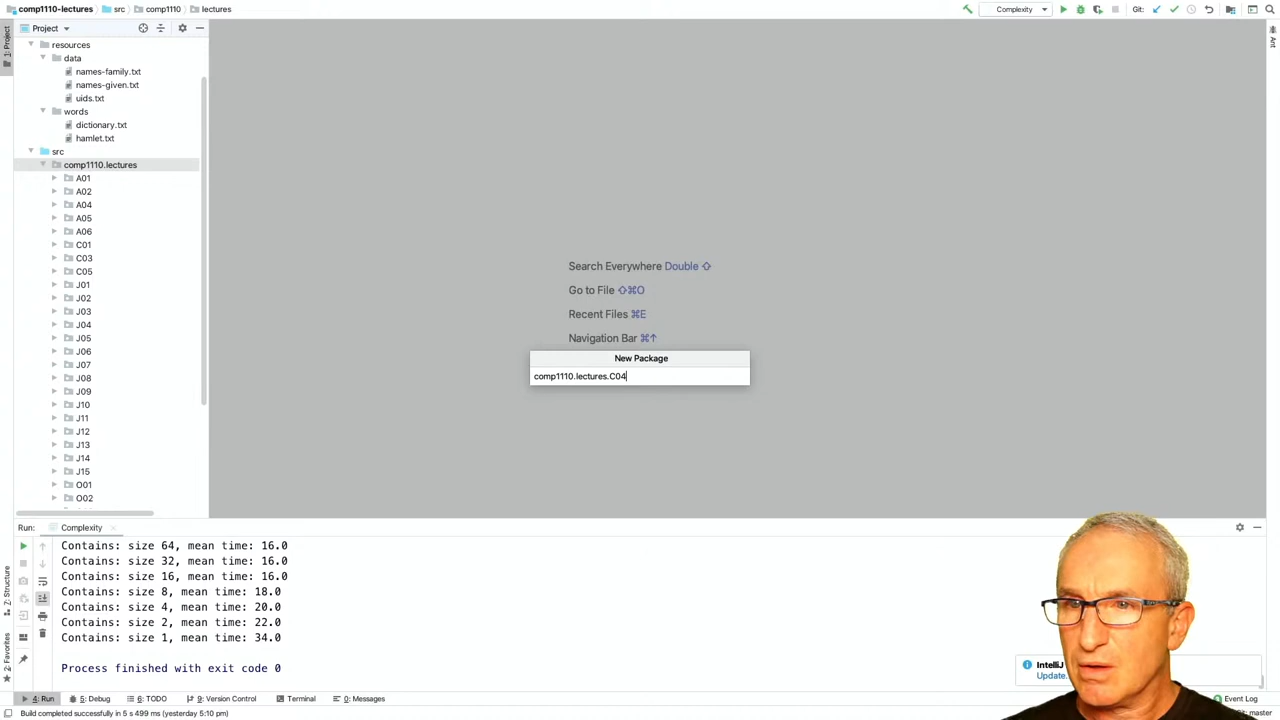 comp1110-lectures src comp1110 lectures
Complexity
Git:
1: Project
Project
Ant
resources
data
names-family.txt
names-given.txt
uids.txt
words
dictionary.txt
hamlet.txt
src
comp1110.lectures
A01
A02
A04
A05
A06
C01
C03
C05
J01
J02
J03
J04
J05
J06
J07
J08
J09
J10
J11
J12
J13
J14
J15
O01
O02
Search Everywhere Double ⇧
Go to File ⇧⌘O
Recent Files ⌘E
Navigation Bar ⌘↑
New Package
comp1110.lectures.C04
Run: Complexity
Contains: size 64, mean time: 16.0
Contains: size 32, mean time: 16.0
Contains: size 16, mean time: 16.0
Contains: size 8, mean time: 18.0
Contains: size 4, mean time: 20.0
Contains: size 2, mean time: 22.0
Contains: size 1, mean time: 34.0
Process finished with exit code 0
7: Structure
2: Favorites
IntelliJ
Update
4: Run 5: Debug 6: TODO 9: Version Control Terminal 0: Messages
Event Log
Build completed successfully in 5 s 499 ms (yesterday 5:10 pm)
master